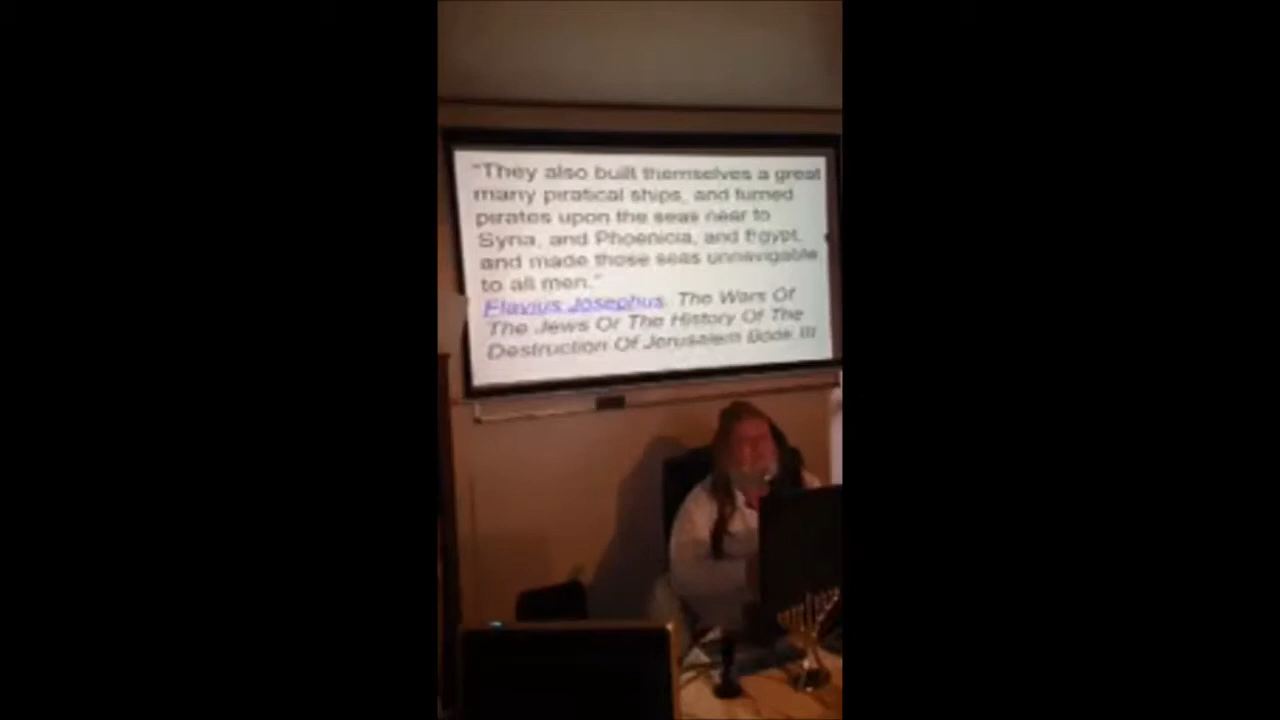 "They also built themselves a great
many piratical ships, and turned
pirates upon the seas near to
Syria, and Phoenicia, and Egypt,
and made those seas unnavigable
to all men."
Flavius Josephus, The Wars Of
The Jews Or The History Of The
Destruction Of Jerusalem Book III